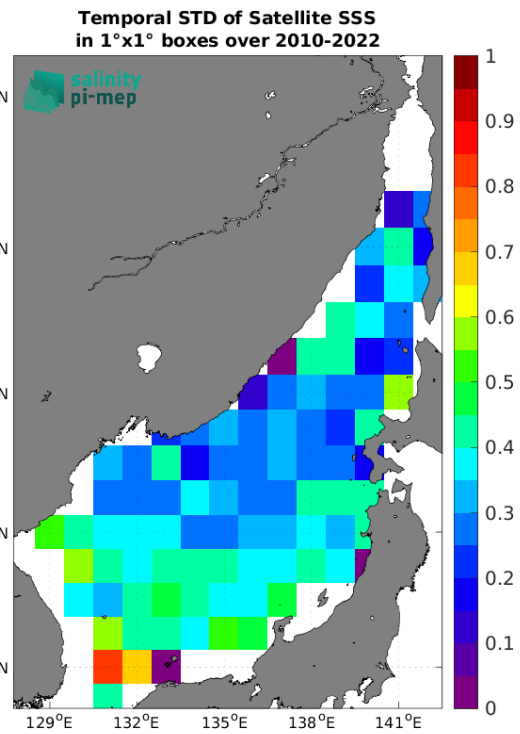 Temporal STD of Satellite SSS
in 1°x1° boxes over 2010-2022
salinity
pi-mep
N
N
N
N
N
1
0.9
0.8
0.7
0.6
0.5
0.4
0.3
0.2
0.1
0
129°E 132°E 135°E 138°E 141°E